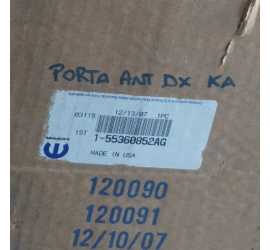 PORTA ANT DX KA
03115 12/13/07 1PC
1ST
T-55360852AG
MADE IN USA
120090
120091
12/10/07